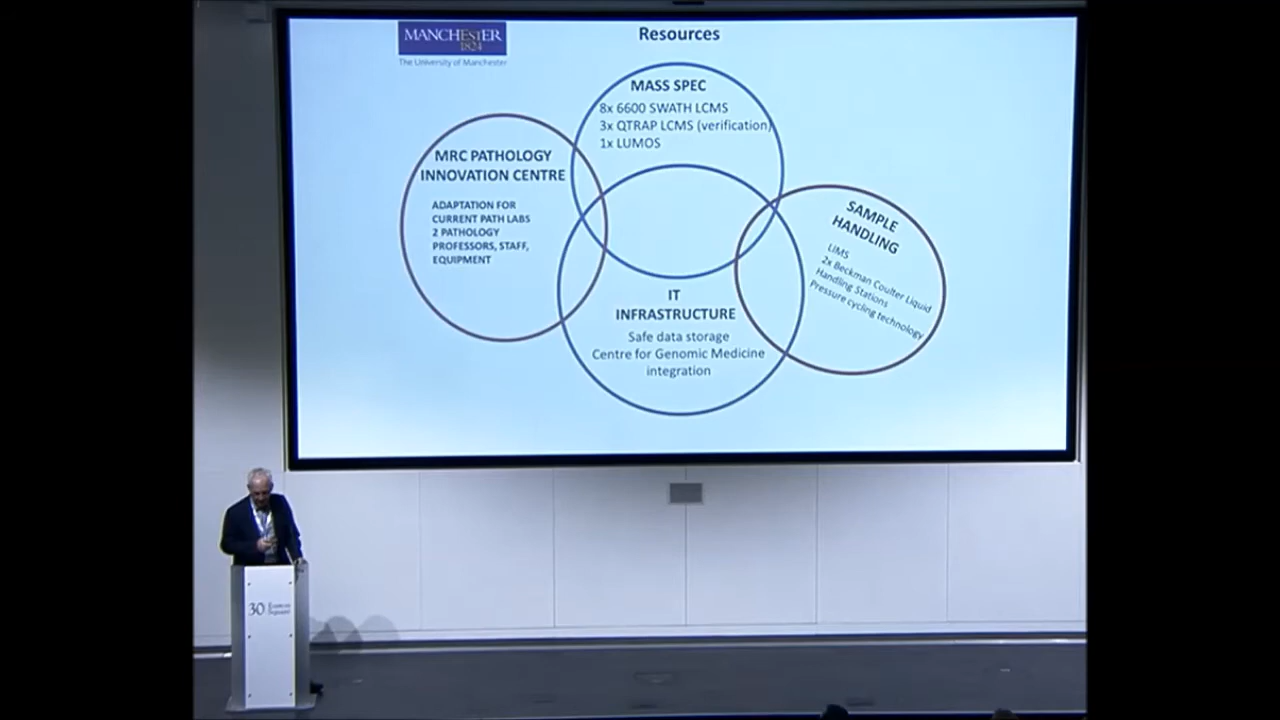 MANCHESTER
1824
The University of Manchester
Resources
MASS SPEC
8x 6600 SWATH LCMS
3x QTRAP LCMS (verification)
1x LUMOS
MRC PATHOLOGY
INNOVATION CENTRE
ADAPTATION FOR
CURRENT PATH LABS
2 PATHOLOGY
PROFESSORS, STAFF,
EQUIPMENT
SAMPLE
HANDLING
LIMS
2x Beckman Coulter Liquid
Handling Stations
Pressure cycling technology
IT
INFRASTRUCTURE
Safe data storage
Centre for Genomic Medicine
integration
30